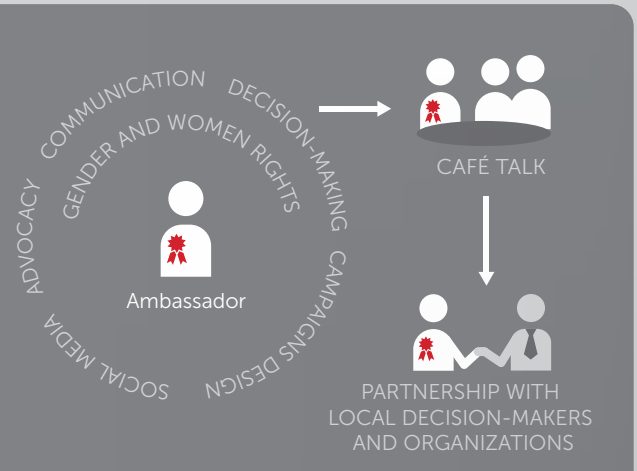 ADVOCACY
COMMUNICATION
DECISION-MAKING
CAMPAIGNS DESIGN
SOCIAL MEDIA
GENDER AND WOMEN RIGHTS
Ambassador
CAFÉ TALK
PARTNERSHIP WITH
LOCAL DECISION-MAKERS
AND ORGANIZATIONS